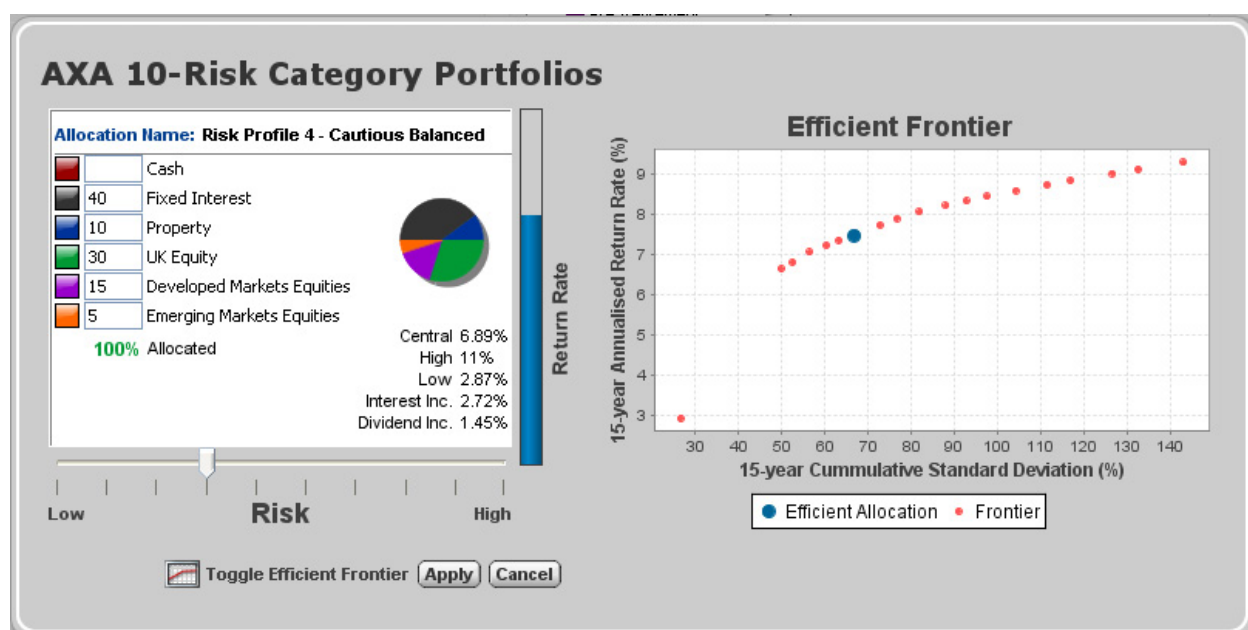 AXA 10-Risk Category Portfolios
Allocation Name: Risk Profile 4 - Cautious Balanced
Cash
40 Fixed Interest
10 Property
30 UK Equity
15 Developed Markets Equities
5 Emerging Markets Equities
100% Allocated
Central 6.89%
High 11%
Low 2.87%
Interest Inc. 2.72%
Dividend Inc. 1.45%
Return Rate
Low
Risk
High
Toggle Efficient Frontier Apply Cancel
Efficient Frontier
15-year Annualised Return Rate (%)
9
8
7
6
5
4
3
30 40 50 60 70 80 90 100 110 120 130 140
15-year Cummulative Standard Deviation (%)
Efficient Allocation Frontier